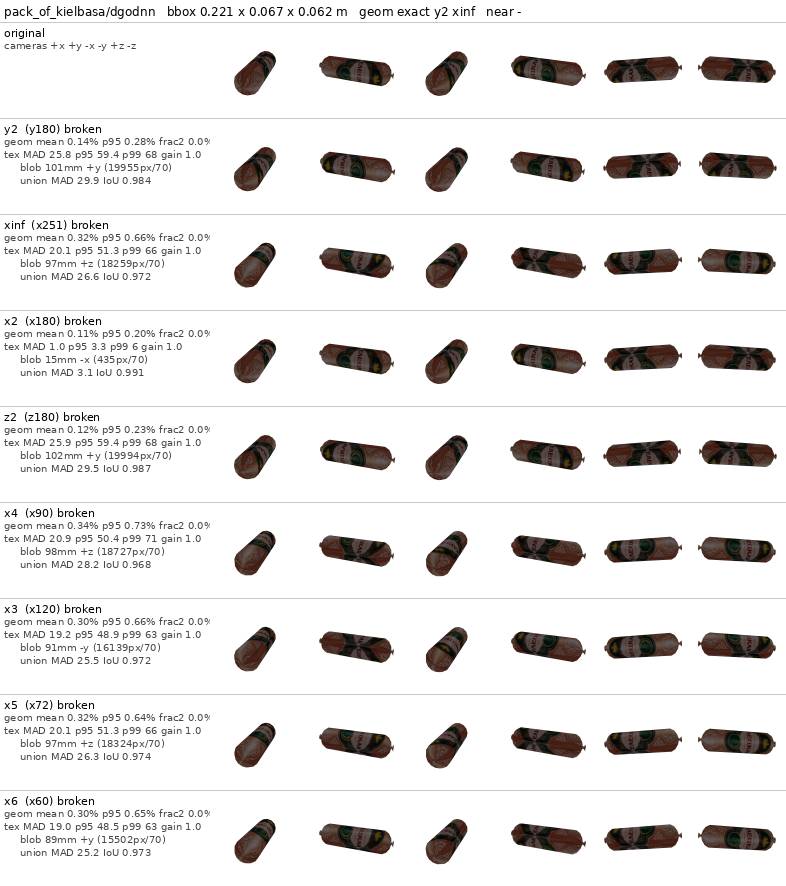 pack_of_kielbasa/dgodnn   bbox 0.221 x 0.067 x 0.062 m   geom exact y2 xinf   near -
original
cameras +x +y -x -y +z -z
y2  (y180) broken
geom mean 0.14% p95 0.28% frac2 0.0%
tex MAD 25.8 p95 59.4 p99 68 gain 1.0
blob 101mm +y (19955px/70)
union MAD 29.9 IoU 0.984
xinf  (x251) broken
geom mean 0.32% p95 0.66% frac2 0.0%
tex MAD 20.1 p95 51.3 p99 66 gain 1.0
blob 97mm +z (18259px/70)
union MAD 26.6 IoU 0.972
x2  (x180) broken
geom mean 0.11% p95 0.20% frac2 0.0%
tex MAD 1.0 p95 3.3 p99 6 gain 1.0
blob 15mm -x (435px/70)
union MAD 3.1 IoU 0.991
z2  (z180) broken
geom mean 0.12% p95 0.23% frac2 0.0%
tex MAD 25.9 p95 59.4 p99 68 gain 1.0
blob 102mm +y (19994px/70)
union MAD 29.5 IoU 0.987
x4  (x90) broken
geom mean 0.34% p95 0.73% frac2 0.0%
tex MAD 20.9 p95 50.4 p99 71 gain 1.0
blob 98mm +z (18727px/70)
union MAD 28.2 IoU 0.968
x3  (x120) broken
geom mean 0.30% p95 0.66% frac2 0.0%
tex MAD 19.2 p95 48.9 p99 63 gain 1.0
blob 91mm -y (16139px/70)
union MAD 25.5 IoU 0.972
x5  (x72) broken
geom mean 0.32% p95 0.64% frac2 0.0%
tex MAD 20.1 p95 51.3 p99 66 gain 1.0
blob 97mm +z (18324px/70)
union MAD 26.3 IoU 0.974
x6  (x60) broken
geom mean 0.30% p95 0.65% frac2 0.0%
tex MAD 19.0 p95 48.5 p99 63 gain 1.0
blob 89mm +y (15502px/70)
union MAD 25.2 IoU 0.973